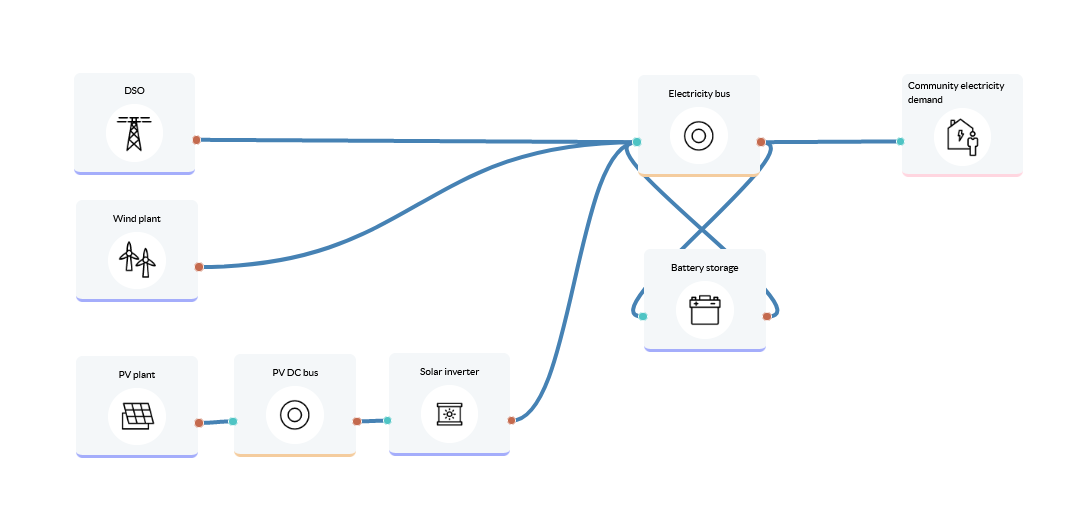 DSO
Electricity bus
Community electricity
demand
Wind plant
Battery storage
PV plant
PV DC bus
Solar inverter